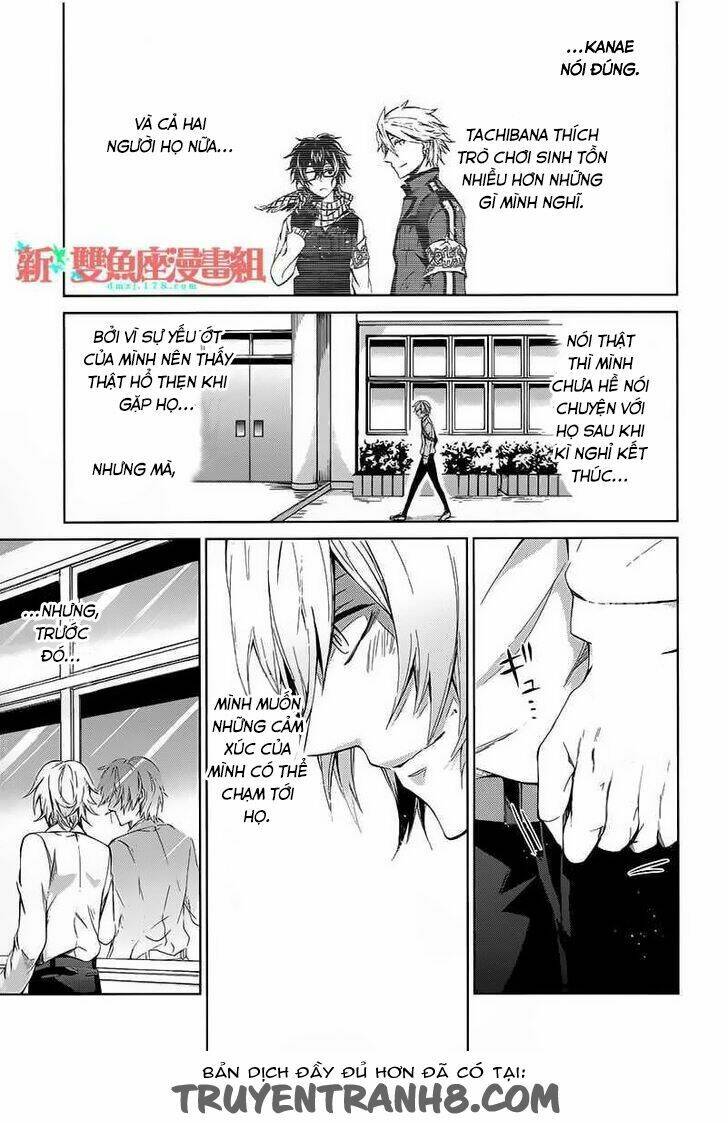 ...KANAE
NÓI ĐÚNG.
TACHIBANA THÍCH
TRÒ CHƠI SINH TỒN
NHIỀU HƠN NHỮNG
GÌ MÌNH NGHĨ.
VÀ CẢ HAI
NGƯỜI HỌ NỮA...
新·雙魚座漫畫組
dmzj.178.com
NÓI THẬT
THÌ MÌNH
CHƯA HỀ NÓI
CHUYỆN VỚI
HỌ SAU KHI
KÌ NGHỈ KẾT
THÚC...
BỞI VÌ SỰ YẾU ỚT
CỦA MÌNH NÊN THẤY
THẬT HỔ THẸN KHI
GẶP HỌ...
NHƯNG MÀ,
ギュ
MÌNH MUỐN
NHỮNG CẢM
XÚC CỦA
MÌNH CÓ THỂ
CHẠM TỚI
HỌ.
...NHƯNG,
TRƯỚC
ĐÓ...
BẢN DỊCH ĐẦY ĐỦ HƠN ĐÃ CÓ TẠI:
TRUYENTRANH8.COM